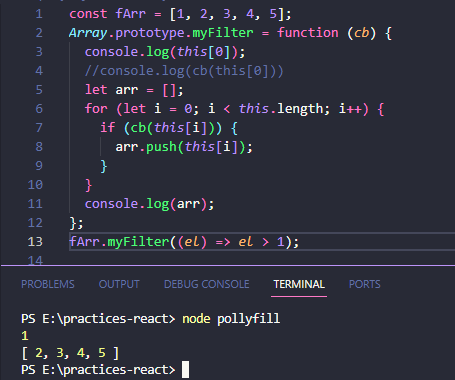 1 const fArr = [1, 2, 3, 4, 5];
2 Array.prototype.myFilter = function (cb) {
3   console.log(this[0]);
4   //console.log(cb(this[0]))
5   let arr = [];
6   for (let i = 0; i < this.length; i++) {
7     if (cb(this[i])) {
8       arr.push(this[i]);
9     }
10   }
11   console.log(arr);
12 };
13 fArr.myFilter((el) => el > 1);
14
PROBLEMS OUTPUT DEBUG CONSOLE TERMINAL PORTS
PS E:\practices-react> node pollyfill
1
[ 2, 3, 4, 5 ]
PS E:\practices-react>